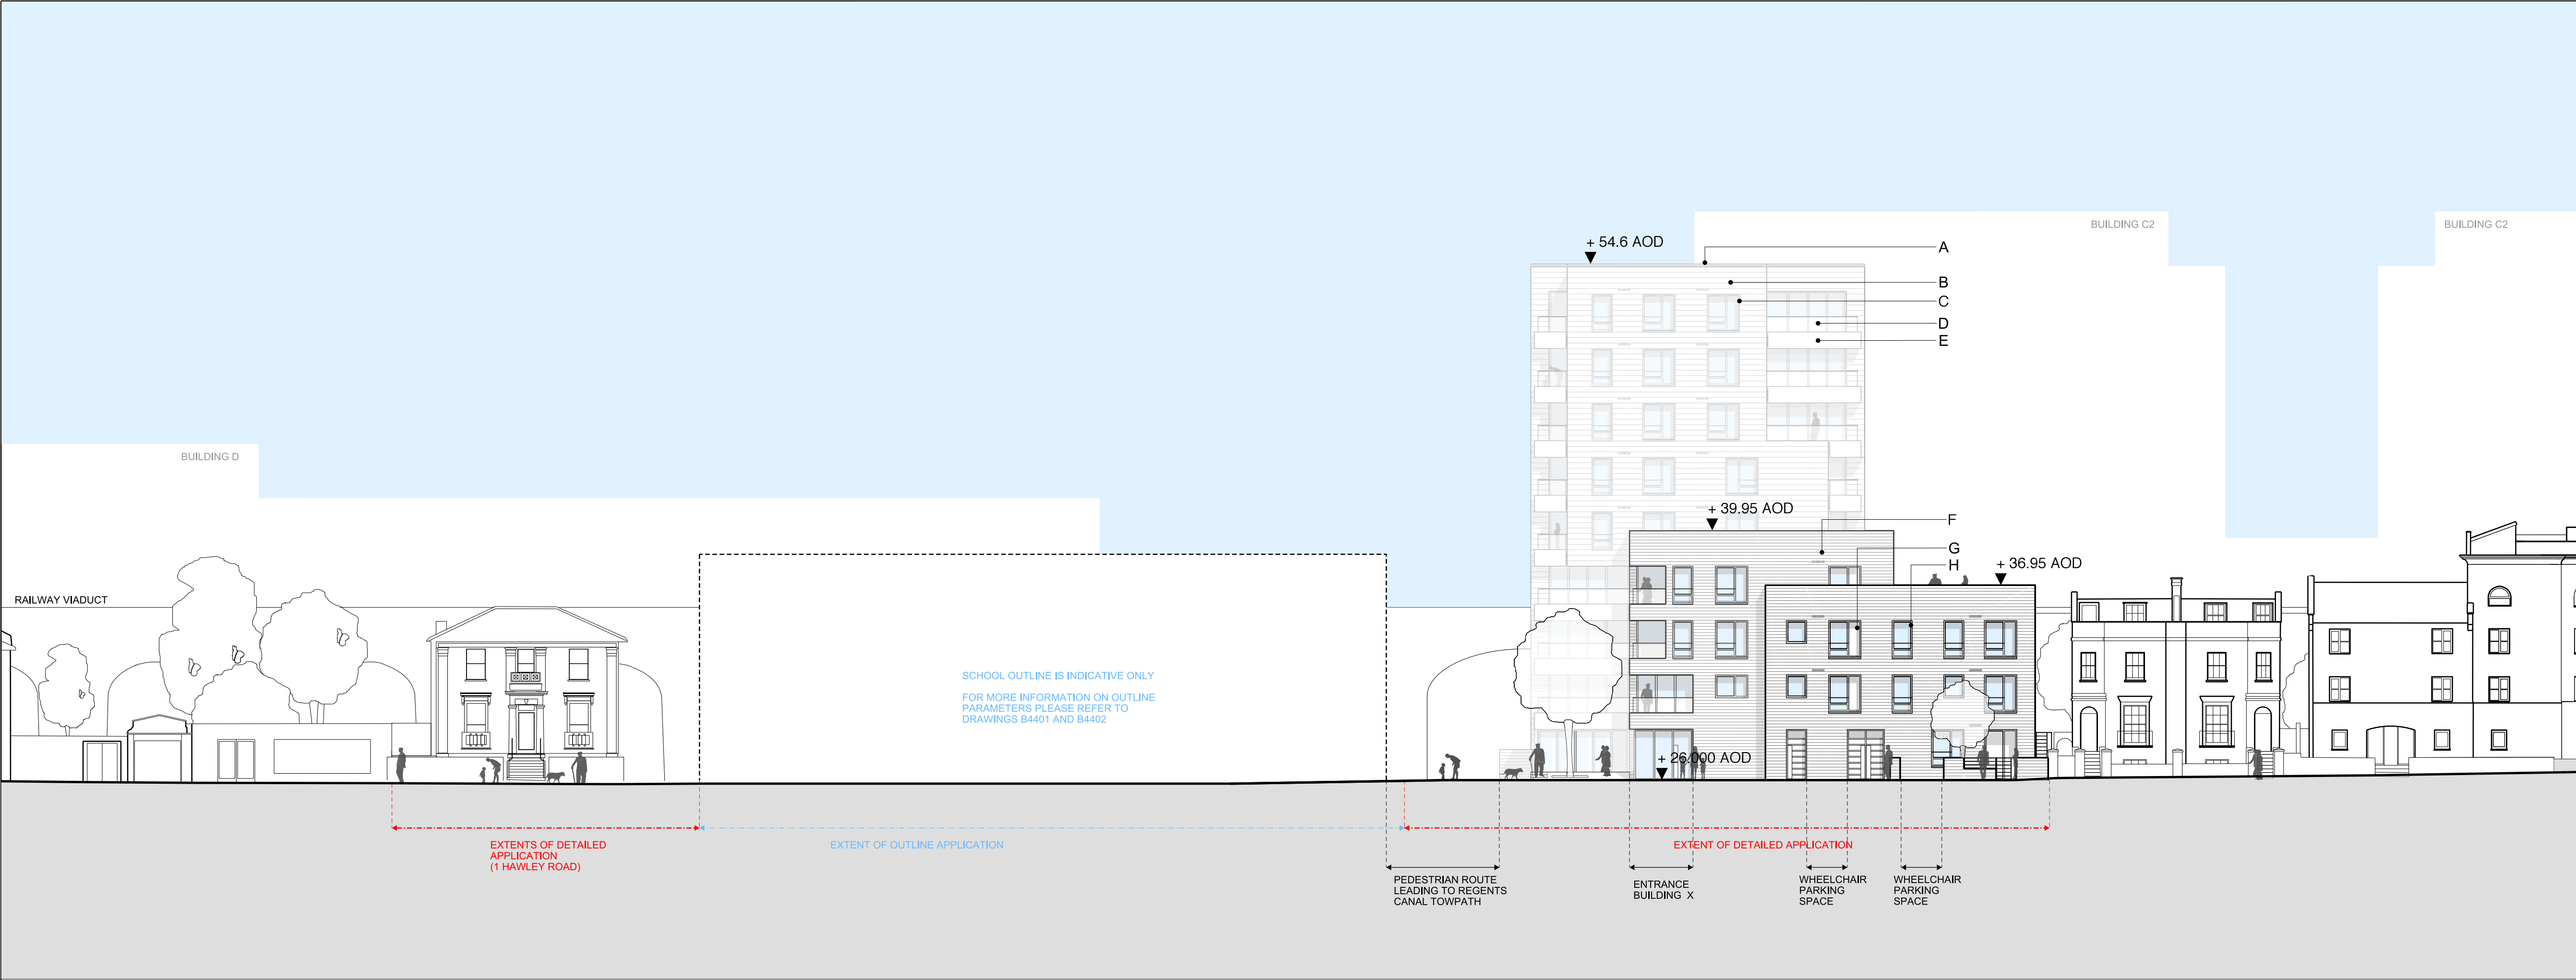 BUILDING C2
BUILDING C2
+ 54.6 AOD
A
B
C
D
E
BUILDING D
+ 39.95 AOD
F
G
H
+ 36.95 AOD
RAILWAY VIADUCT
SCHOOL OUTLINE IS INDICATIVE ONLY
FOR MORE INFORMATION ON OUTLINE
PARAMETERS PLEASE REFER TO
DRAWINGS B4401 AND B4402
+ 26.000 AOD
EXTENTS OF DETAILED
APPLICATION
(1 HAWLEY ROAD)
EXTENT OF OUTLINE APPLICATION
EXTENT OF DETAILED APPLICATION
PEDESTRIAN ROUTE
LEADING TO REGENTS
CANAL TOWPATH
ENTRANCE
BUILDING X
WHEELCHAIR
PARKING
SPACE
WHEELCHAIR
PARKING
SPACE